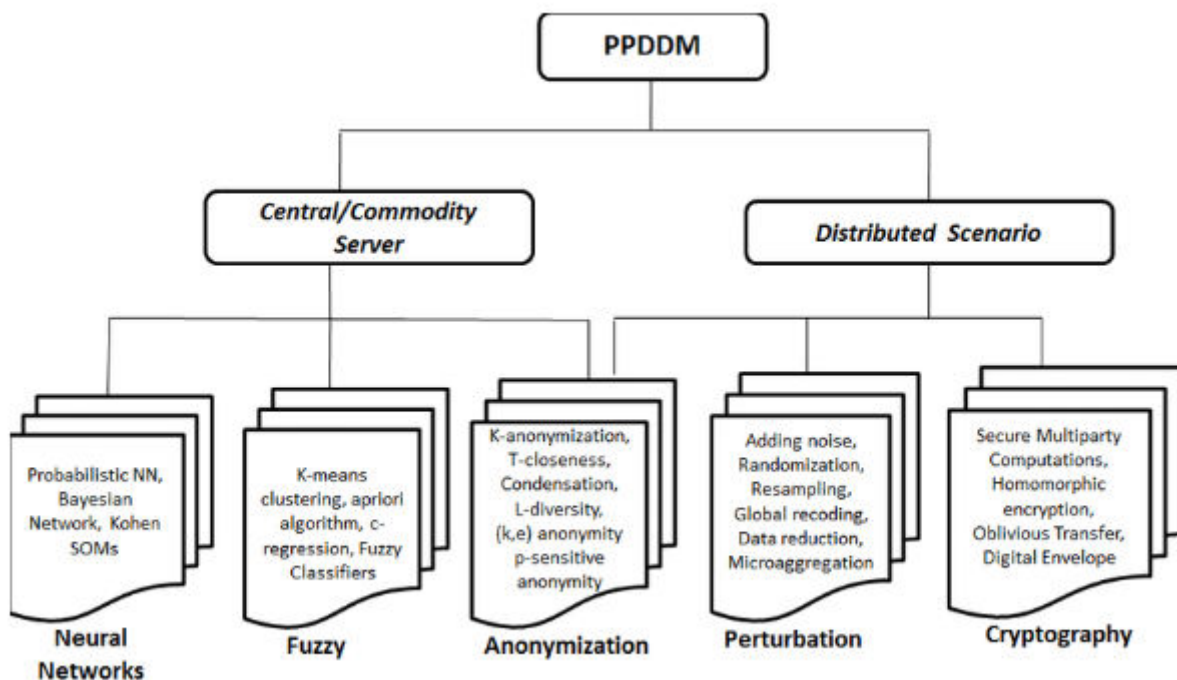 PPDDM
Central/Commodity
Server
Distributed Scenario
Probabilistic NN,
Bayesian
Network, Kohen
SOMs
Neural
Networks
K-means
clustering, apriori
algorithm, c-
regression, Fuzzy
Classifiers
Fuzzy
K-anonymization,
T-closeness,
Condensation,
L-diversity,
(k,e) anonymity
p-sensitive
anonymity
Anonymization
Adding noise,
Randomization,
Resampling,
Global recoding,
Data reduction,
Microaggregation
Perturbation
Secure Multiparty
Computations,
Homomorphic
encryption,
Oblivious Transfer,
Digital Envelope
Cryptography